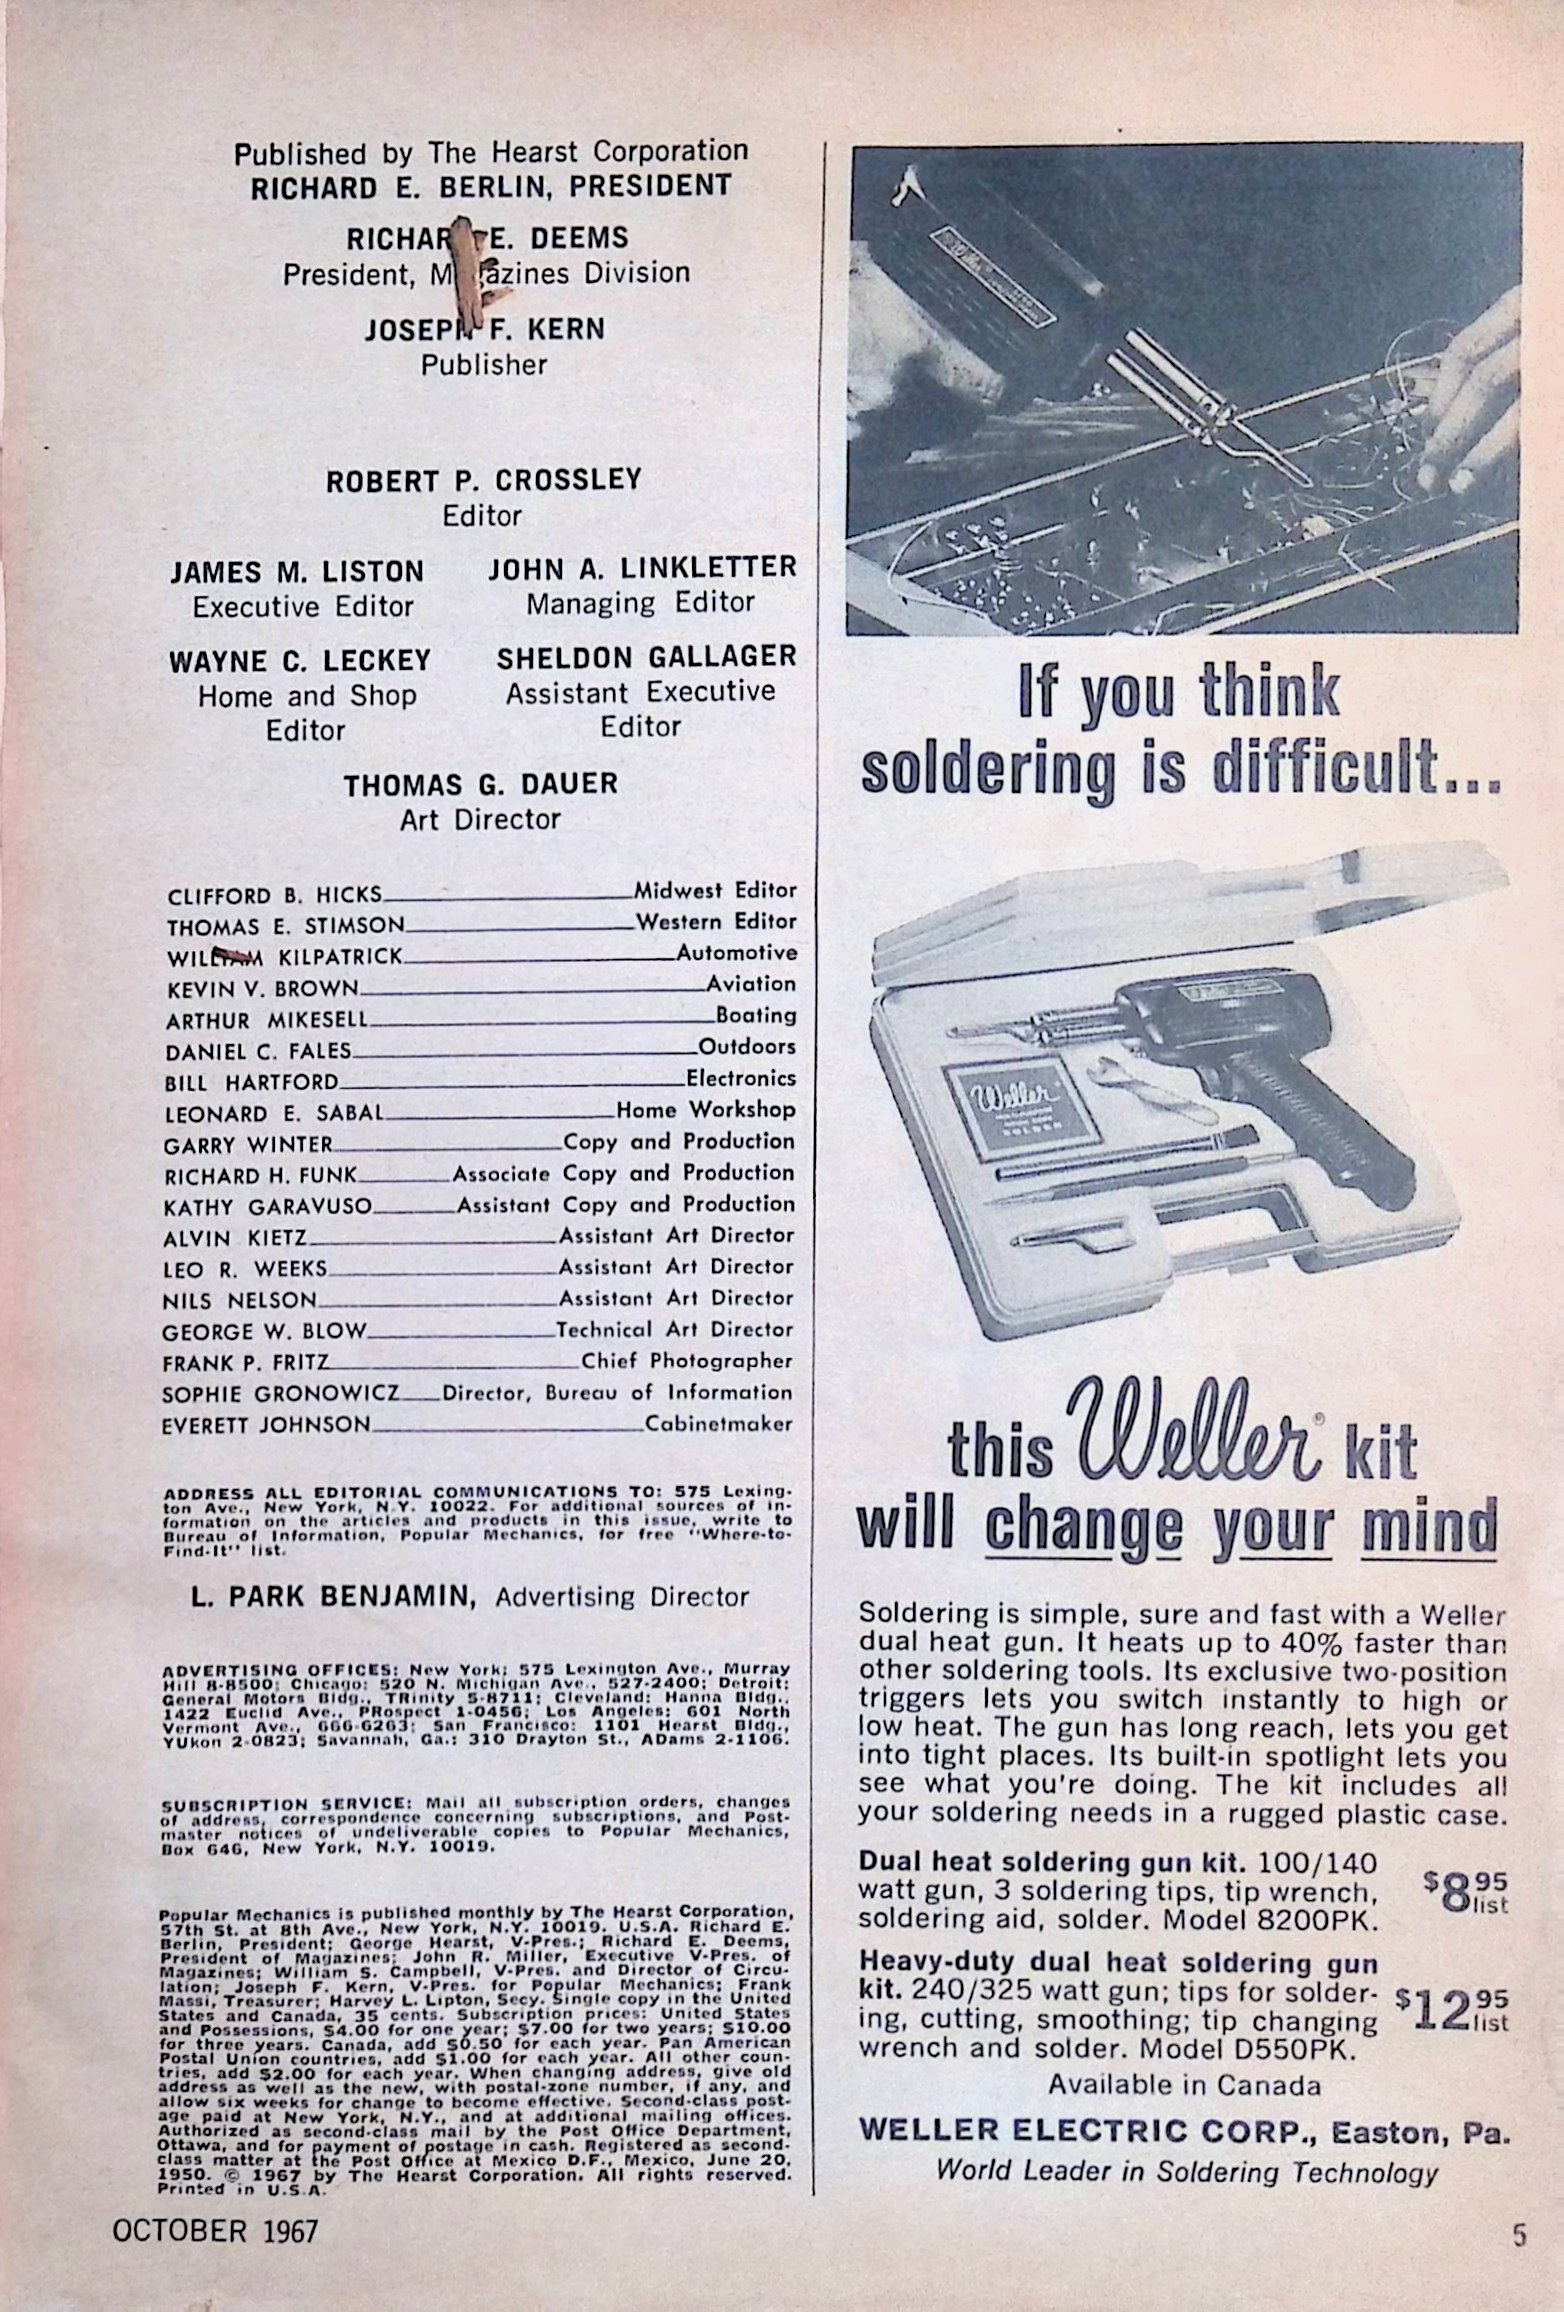 Published by The Hearst Corporation
RICHARD E. BERLIN, PRESIDENT
RICHAR E. DEEMS
President, M azines Division
JOSEPH F. KERN
Publisher
ROBERT P. CROSSLEY
Editor
JAMES M. LISTON
Executive Editor
JOHN A. LINKLETTER
Managing Editor
WAYNE C. LECKEY
Home and Shop
Editor
SHELDON GALLAGER
Assistant Executive
Editor
THOMAS G. DAUER
Art Director
CLIFFORD B. HICKS Midwest Editor
THOMAS E. STIMSON Western Editor
WILLIAM KILPATRICK Automotive
KEVIN V. BROWN Aviation
ARTHUR MIKESELL Boating
DANIEL C. FALES Outdoors
BILL HARTFORD Electronics
LEONARD E. SABAL Home Workshop
GARRY WINTER Copy and Production
RICHARD H. FUNK Associate Copy and Production
KATHY GARAVUSO Assistant Copy and Production
ALVIN KIETZ Assistant Art Director
LEO R. WEEKS Assistant Art Director
NILS NELSON Assistant Art Director
GEORGE W. BLOW Technical Art Director
FRANK P. FRITZ Chief Photographer
SOPHIE GRONOWICZ Director, Bureau of Information
EVERETT JOHNSON Cabinetmaker
ADDRESS ALL EDITORIAL COMMUNICATIONS TO: 575 Lexing-
ton Ave., New York, N.Y. 10022. For additional sources of in-
formation on the articles and products in this issue, write to
Bureau of Information, Popular Mechanics, for free "Where-to-
Find-It" list.
L. PARK BENJAMIN, Advertising Director
ADVERTISING OFFICES: New York: 575 Lexington Ave., Murray
Hill 8-8500; Chicago: 520 N. Michigan Ave., 527-2400; Detroit:
General Motors Bldg., TRinity 5-8711; Cleveland: Hanna Bldg.,
1422 Euclid Ave., PRospect 1-0456; Los Angeles: 601 North
Vermont Ave., 666-6263; San Francisco: 1101 Hearst Bldg.,
YUkon 2-0823; Savannah, Ga.: 310 Drayton St., ADams 2-1106.
SUBSCRIPTION SERVICE: Mail all subscription orders, changes
of address, correspondence concerning subscriptions, and Post-
master notices of undeliverable copies to Popular Mechanics,
Box 646, New York, N.Y. 10019.
Popular Mechanics is published monthly by The Hearst Corporation,
57th St. at 8th Ave., New York, N.Y. 10019. U.S.A. Richard E.
Berlin, President; George Hearst, V-Pres.; Richard E. Deems,
President of Magazines; John R. Miller, Executive V-Pres. of
Magazines; William S. Campbell, V-Pres. and Director of Circu-
lation; Joseph F. Kern, V-Pres. for Popular Mechanics; Frank
Massi, Treasurer; Harvey L. Lipton, Secy. Single copy in the United
States and Canada, 35 cents. Subscription prices: United States
and Possessions, $4.00 for one year; $7.00 for two years; $10.00
for three years. Canada, add $0.50 for each year. Pan American
Postal Union countries, add $1.00 for each year. All other coun-
tries, add $2.00 for each year. When changing address, give old
address as well as the new, with postal-zone number, if any, and
allow six weeks for change to become effective. Second-class post-
age paid at New York, N.Y., and at additional mailing offices.
Authorized as second-class mail by the Post Office Department,
Ottawa, and for payment of postage in cash. Registered as second-
class matter at the Post Office at Mexico D.F., Mexico, June 20,
1950. © 1967 by The Hearst Corporation. All rights reserved.
Printed in U.S.A.
If you think
soldering is difficult...
Weller
SOLDER
this Weller® kit
will change your mind
Soldering is simple, sure and fast with a Weller
dual heat gun. It heats up to 40% faster than
other soldering tools. Its exclusive two-position
triggers lets you switch instantly to high or
low heat. The gun has long reach, lets you get
into tight places. Its built-in spotlight lets you
see what you're doing. The kit includes all
your soldering needs in a rugged plastic case.
Dual heat soldering gun kit. 100/140
watt gun, 3 soldering tips, tip wrench,
soldering aid, solder. Model 8200PK.
$8.95 list
Heavy-duty dual heat soldering gun
kit. 240/325 watt gun; tips for solder-
ing, cutting, smoothing; tip changing
wrench and solder. Model D550PK.
$12.95 list
Available in Canada
WELLER ELECTRIC CORP., Easton, Pa.
World Leader in Soldering Technology
OCTOBER 1967
5